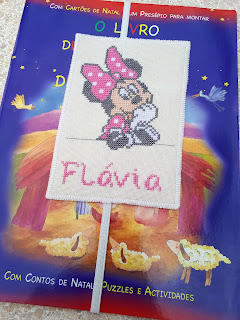 Com Cartões de Natal
um Presépio para montar
O LIVRO
D
D
Flávia
Com Contos de Natal, Puzzles e Actividades